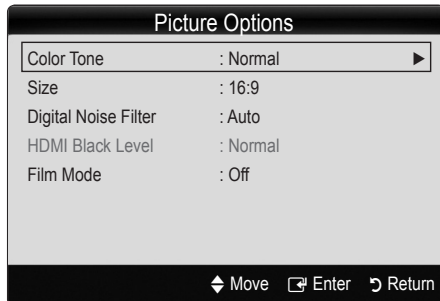 Picture Options
Color Tone : Normal ►
Size : 16:9
Digital Noise Filter : Auto
HDMI Black Level : Normal
Film Mode : Off
Move Enter Return